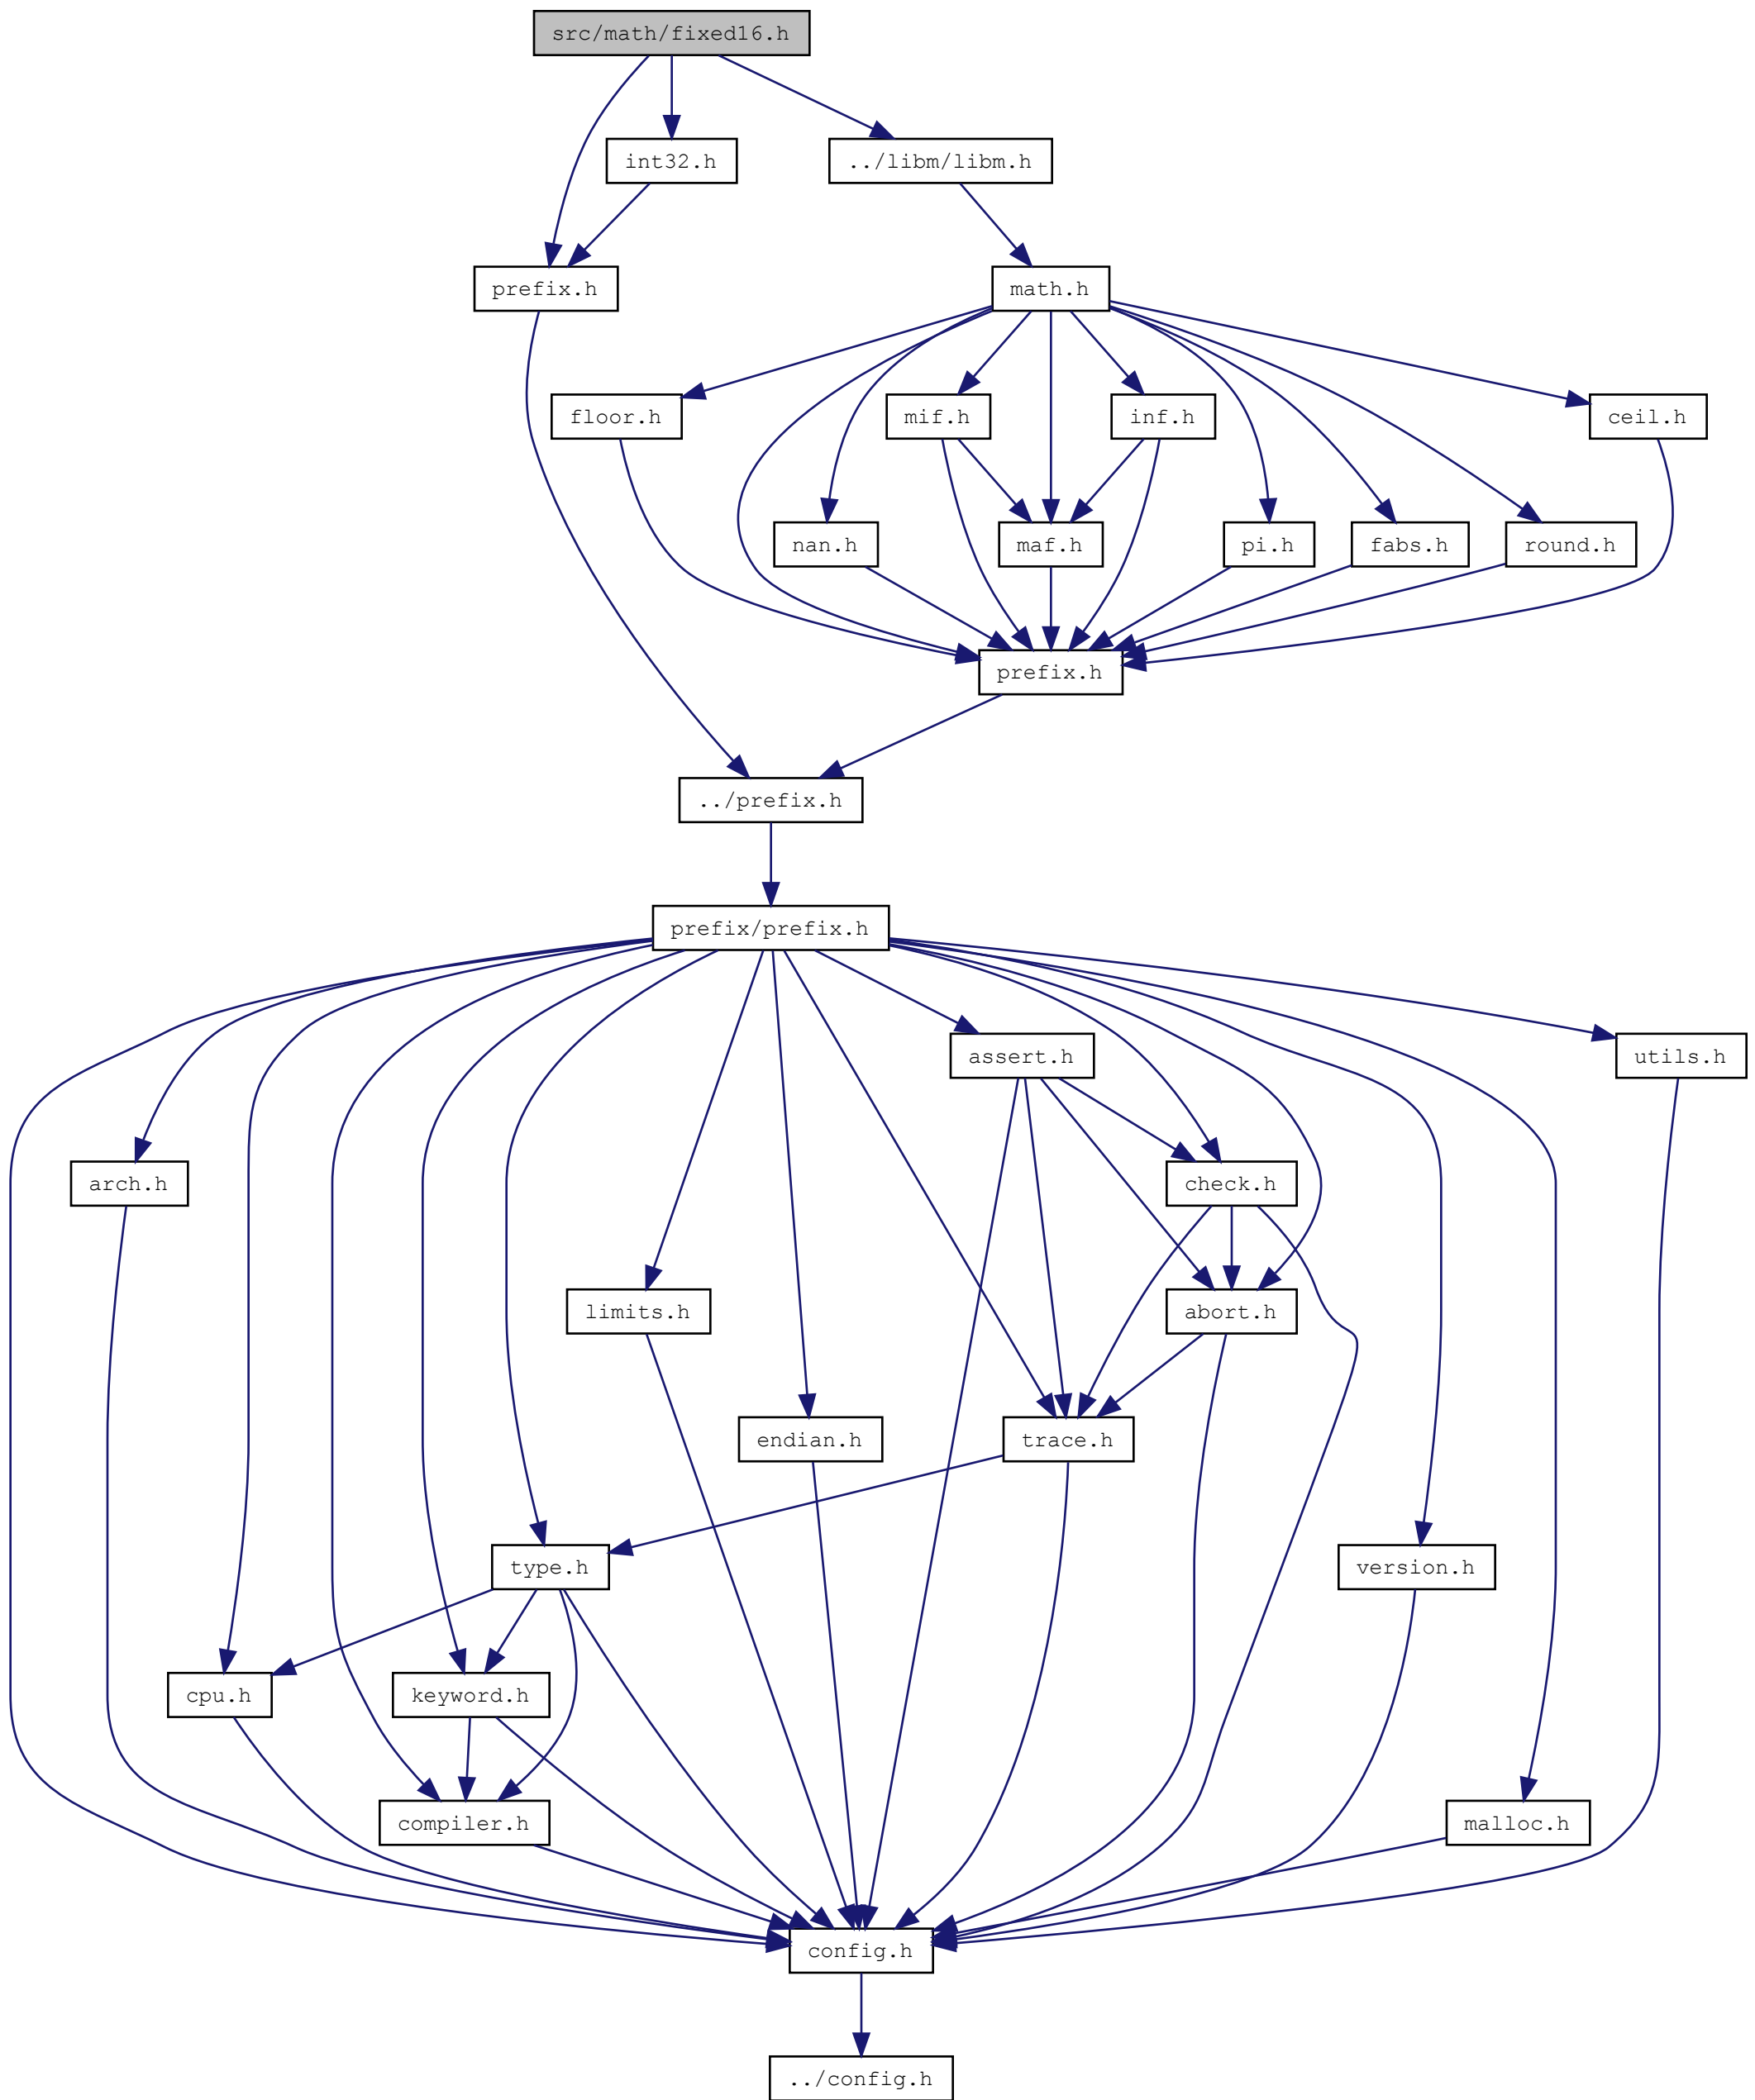 src/math/fixed16.h
int32.h
../libm/libm.h
prefix.h
math.h
floor.h
mif.h
inf.h
ceil.h
nan.h
maf.h
pi.h
fabs.h
round.h
prefix.h
../prefix.h
prefix/prefix.h
assert.h
utils.h
arch.h
check.h
limits.h
abort.h
endian.h
trace.h
type.h
version.h
cpu.h
keyword.h
compiler.h
malloc.h
config.h
../config.h